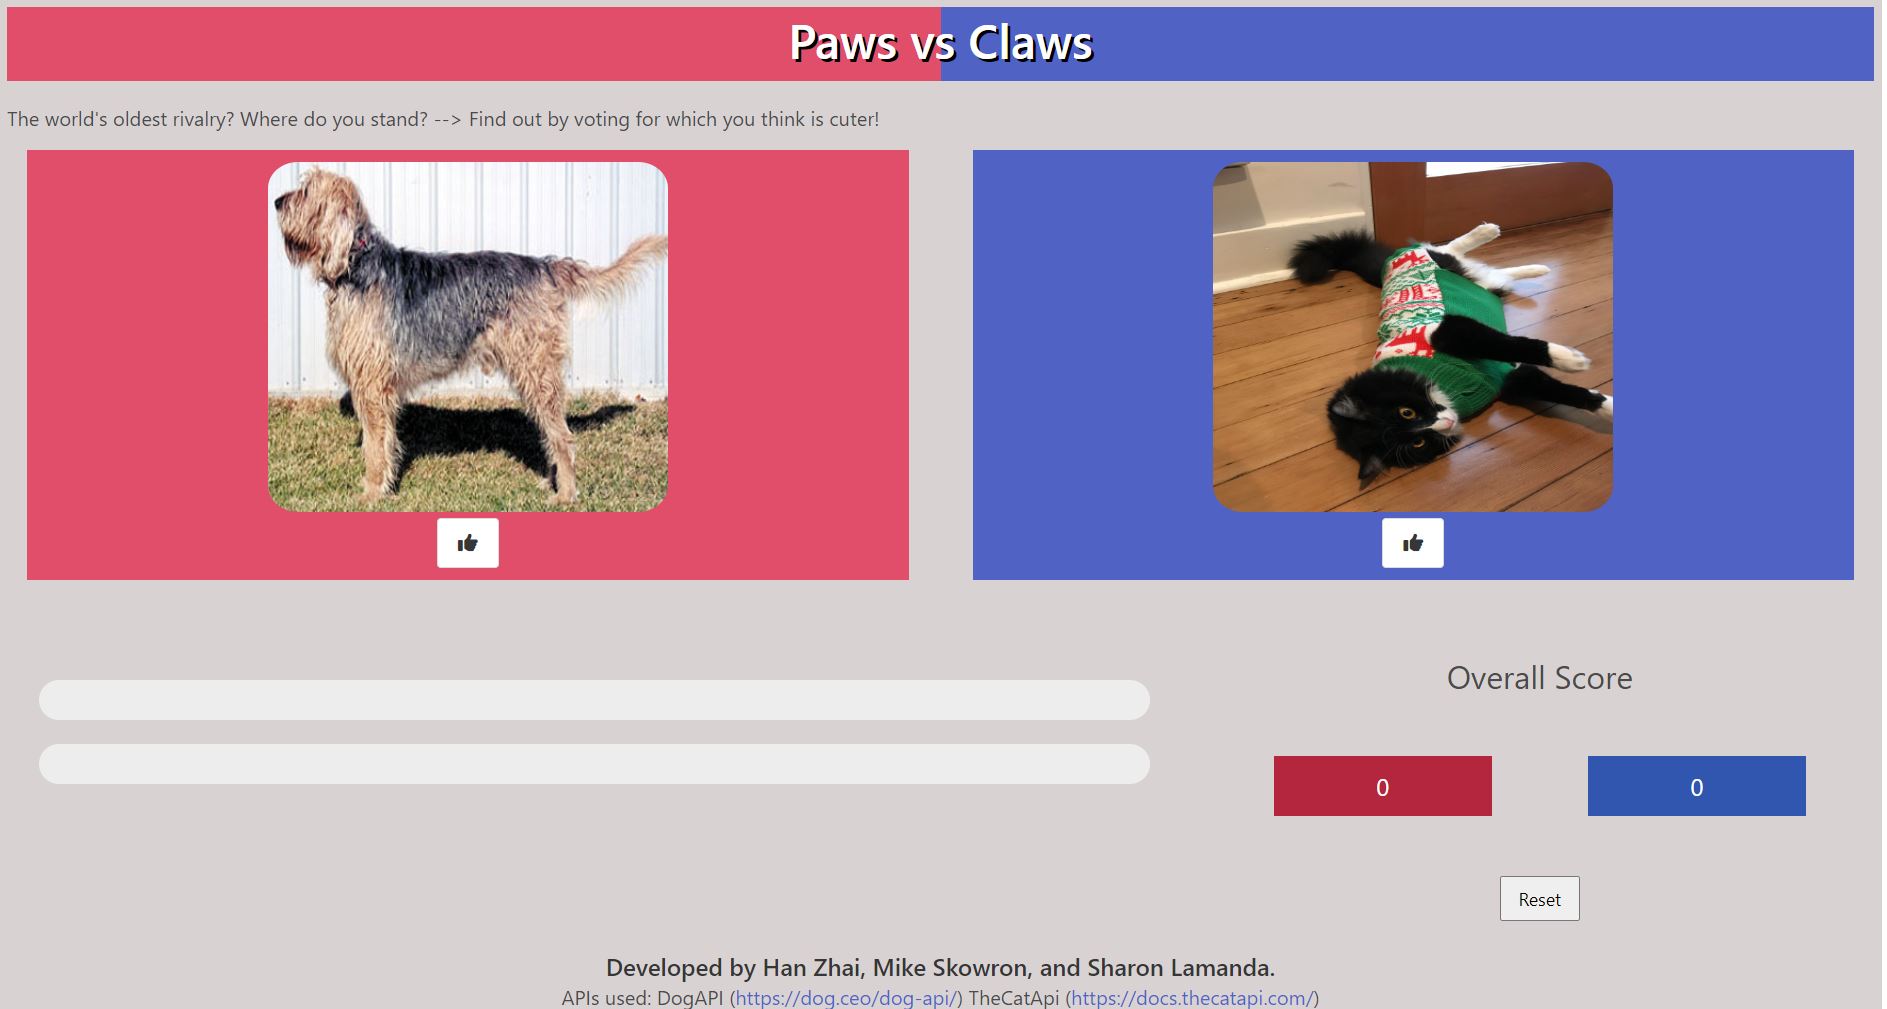 Paws vs Claws
The world's oldest rivalry? Where do you stand? --> Find out by voting for which you think is cuter!
Overall Score
0 0
Reset
Developed by Han Zhai, Mike Skowron, and Sharon Lamanda.
APIs used: DogAPI (https://dog.ceo/dog-api/) TheCatApi (https://docs.thecatapi.com/)